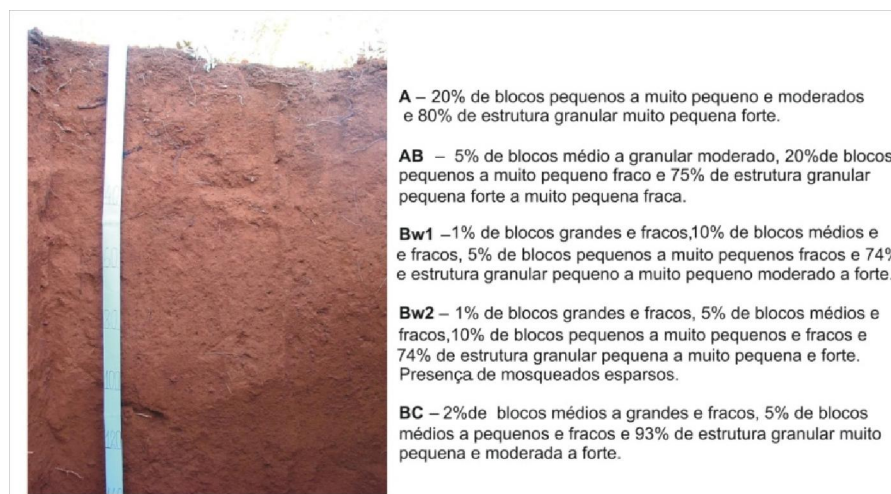 A – 20% de blocos pequenos a muito pequeno e moderados
e 80% de estrutura granular muito pequena forte.
AB – 5% de blocos médio a granular moderado, 20%de blocos
pequenos a muito pequeno fraco e 75% de estrutura granular
pequena forte a muito pequena fraca.
Bw1 –1% de blocos grandes e fracos,10% de blocos médios e
e fracos, 5% de blocos pequenos a muito pequenos fracos e 74%
e estrutura granular pequeno a muito pequeno moderado a forte.
Bw2 – 1% de blocos grandes e fracos, 5% de blocos médios e
fracos,10% de blocos pequenos a muito pequenos e fracos e
74% de estrutura granular pequena a muito pequena e forte.
Presença de mosqueados esparsos.
BC – 2%de blocos médios a grandes e fracos, 5% de blocos
médios a pequenos e fracos e 93% de estrutura granular muito
pequena e moderada a forte.